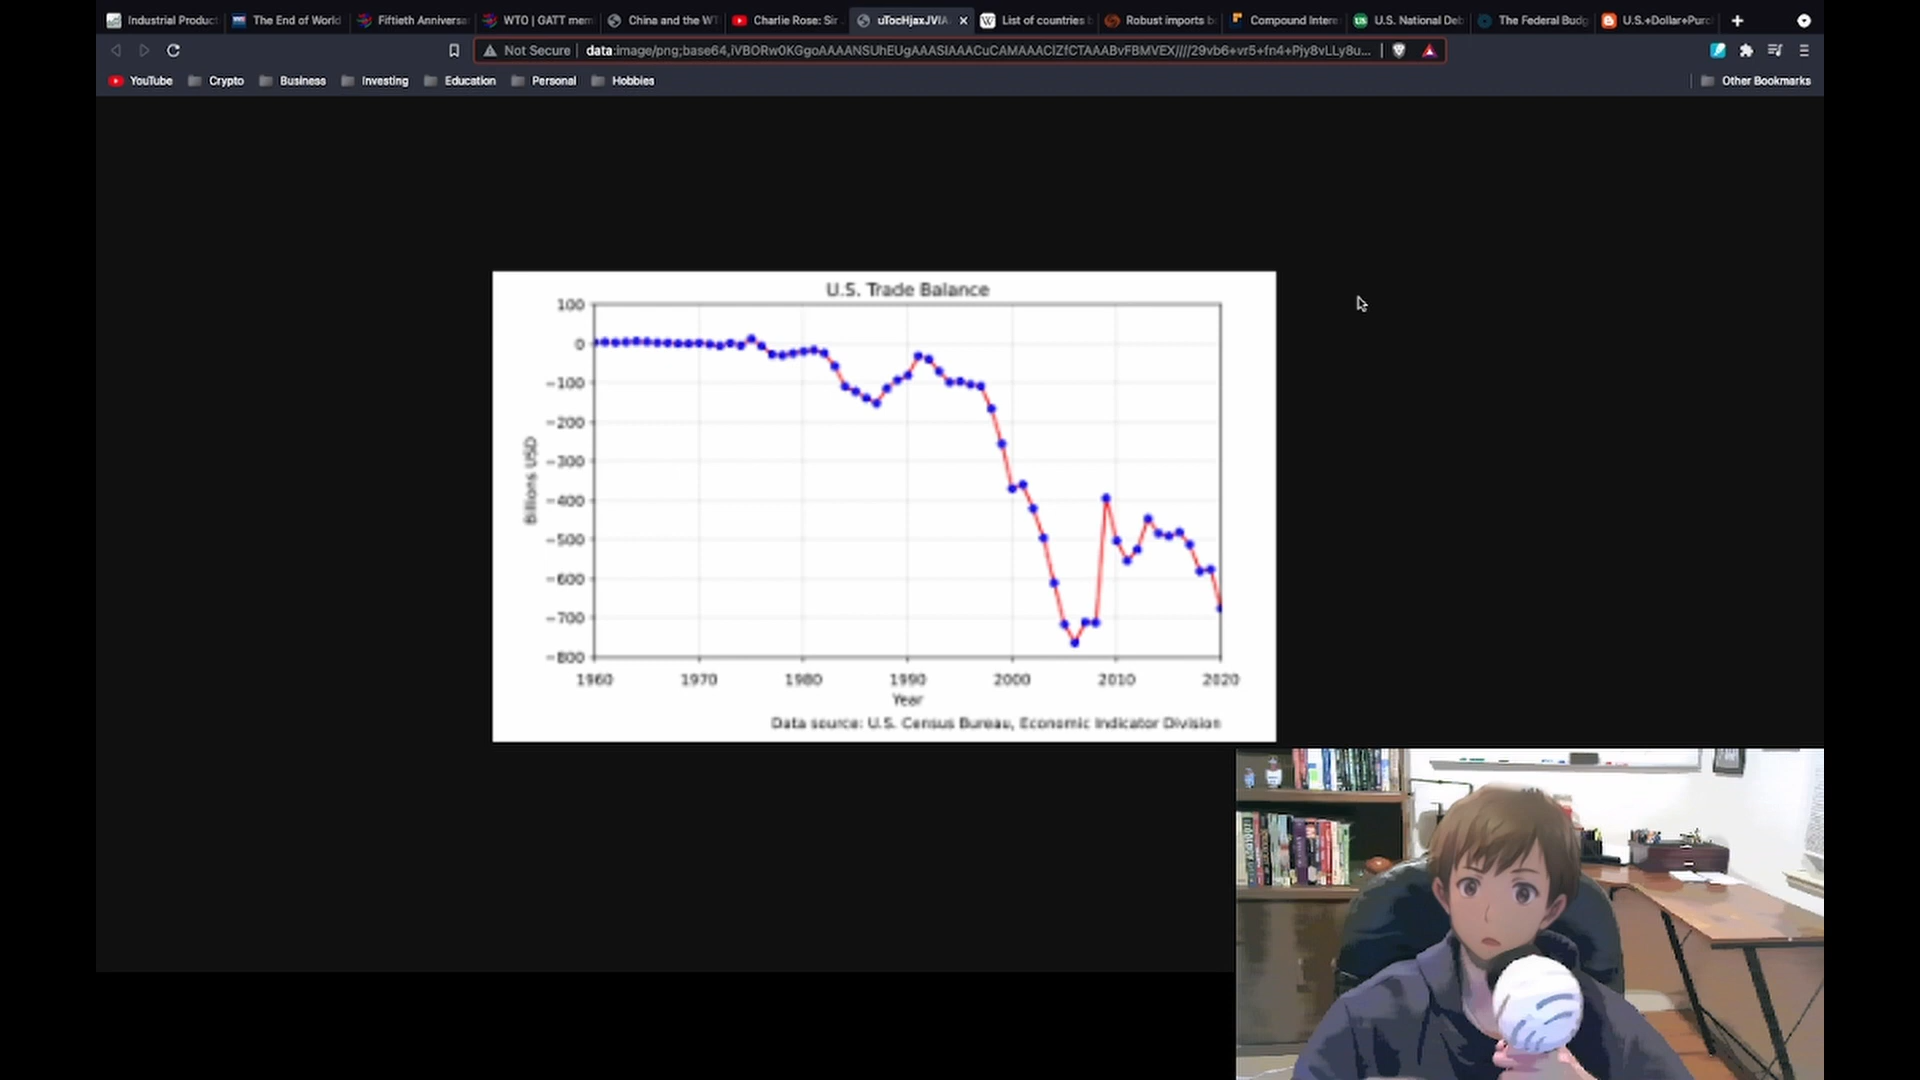 Industrial Product
The End of World
Fiftieth Anniversa
WTO | GATT mem
China and the WT
Charlie Rose: Sir
uTocHjaxJVIA
List of countries b
Robust imports b
Compound Intere
U.S. National Deb
The Federal Budg
U.S.+Dollar+Purc
Not Secure
data:image/png;base64,iVBORw0KGgoAAAANSUhEUgAAASIAAACuCAMAAACIZfCTAAABvFBMVEX////29vb6+vr5+fn4+Pjy8vLLy8u...
YouTube
Crypto
Business
Investing
Education
Personal
Hobbies
Other Bookmarks
U.S. Trade Balance
100
0
−100
−200
−300
−400
−500
−600
−700
−800
Billions USD
1960 1970 1980 1990 2000 2010 2020
Year
Data source: U.S. Census Bureau, Economic Indicator Division